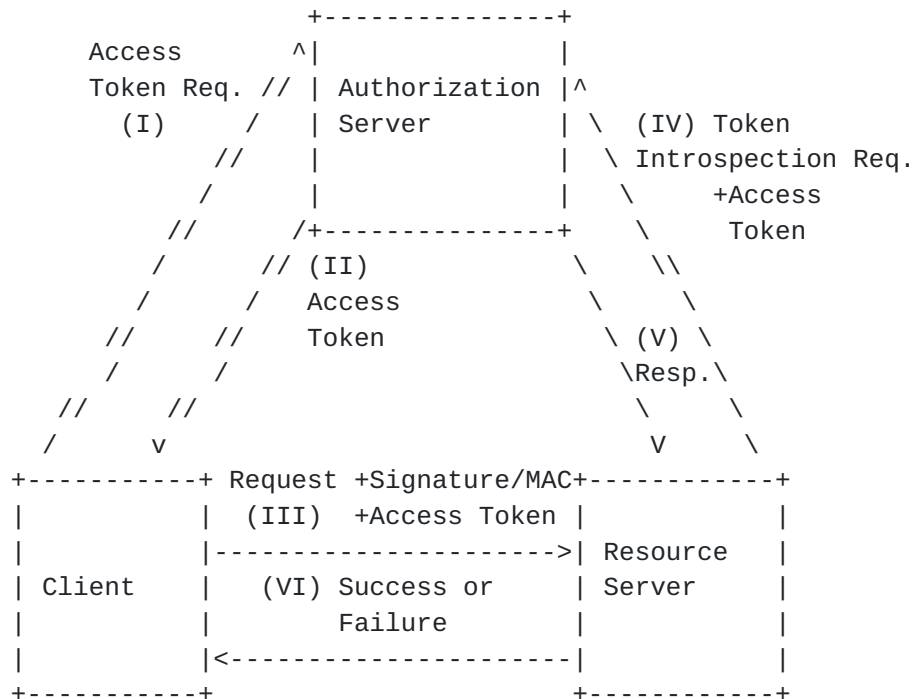 Access
Token Req.
Authorization
(I)
Server
(IV) Token
Introspection Req.
+Access
Token
(II)
Access
Token
(V)
Resp.
Request +Signature/MAC
(III) +Access Token
Resource
Client
(VI) Success or
Server
Failure